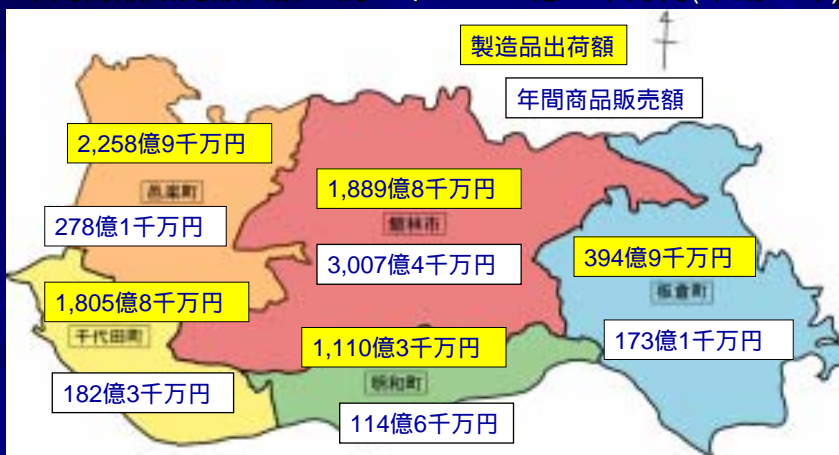 製造品出荷額
年間商品販売額
2,258億9千万円
邑楽町
278億1千万円
1,889億8千万円
館林市
3,007億4千万円
394億9千万円
板倉町
173億1千万円
1,805億8千万円
千代田町
182億3千万円
1,110億3千万円
明和町
114億6千万円